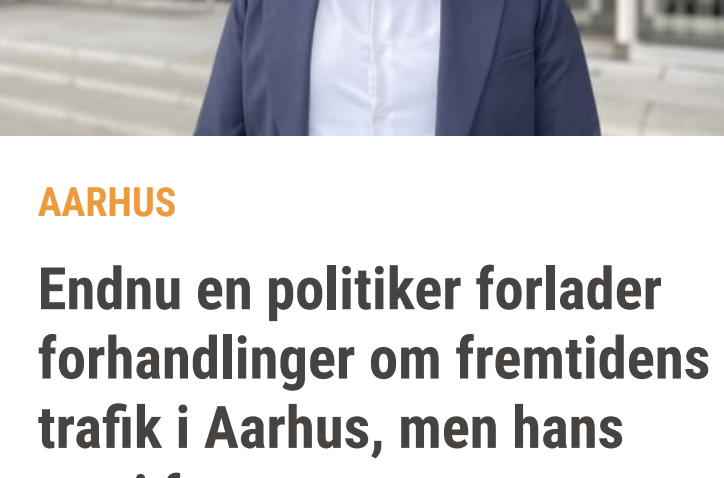 AARHUS
Endnu en politiker forlader
forhandlinger om fremtidens
trafik i Aarhus, men hans